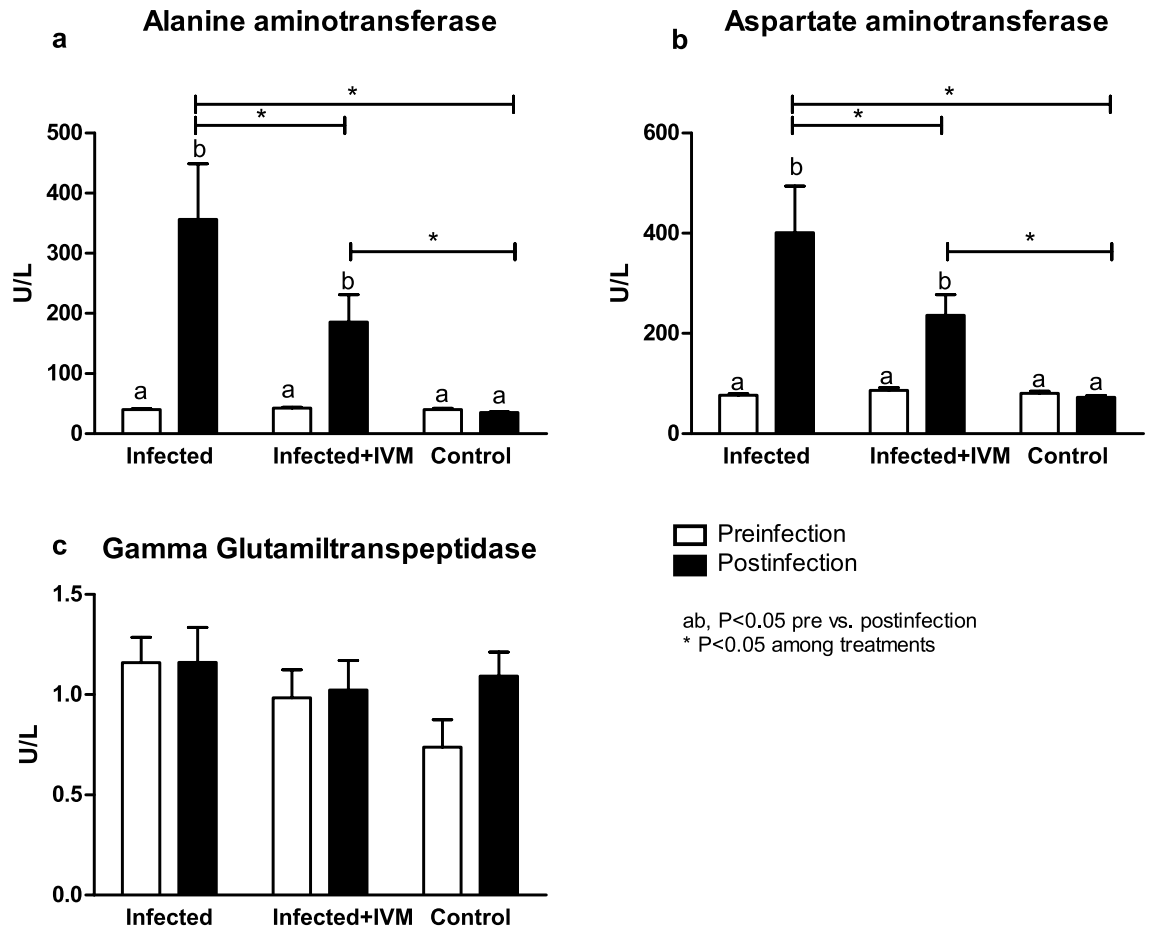 a
Alanine aminotransferase
*
*
500
b
400
300
*
U/L
b
200
100
a
a
a
a
0
Infected
Infected+IVM
Control
b
Aspartate aminotransferase
*
*
600
b
400
*
U/L
b
200
a
a
a
a
0
Infected
Infected+IVM
Control
c
Gamma Glutamiltranspeptidase
1.5
1.0
U/L
0.5
0.0
Infected
Infected+IVM
Control
Preinfection
Postinfection
ab, P<0.05 pre vs. postinfection
* P<0.05 among treatments